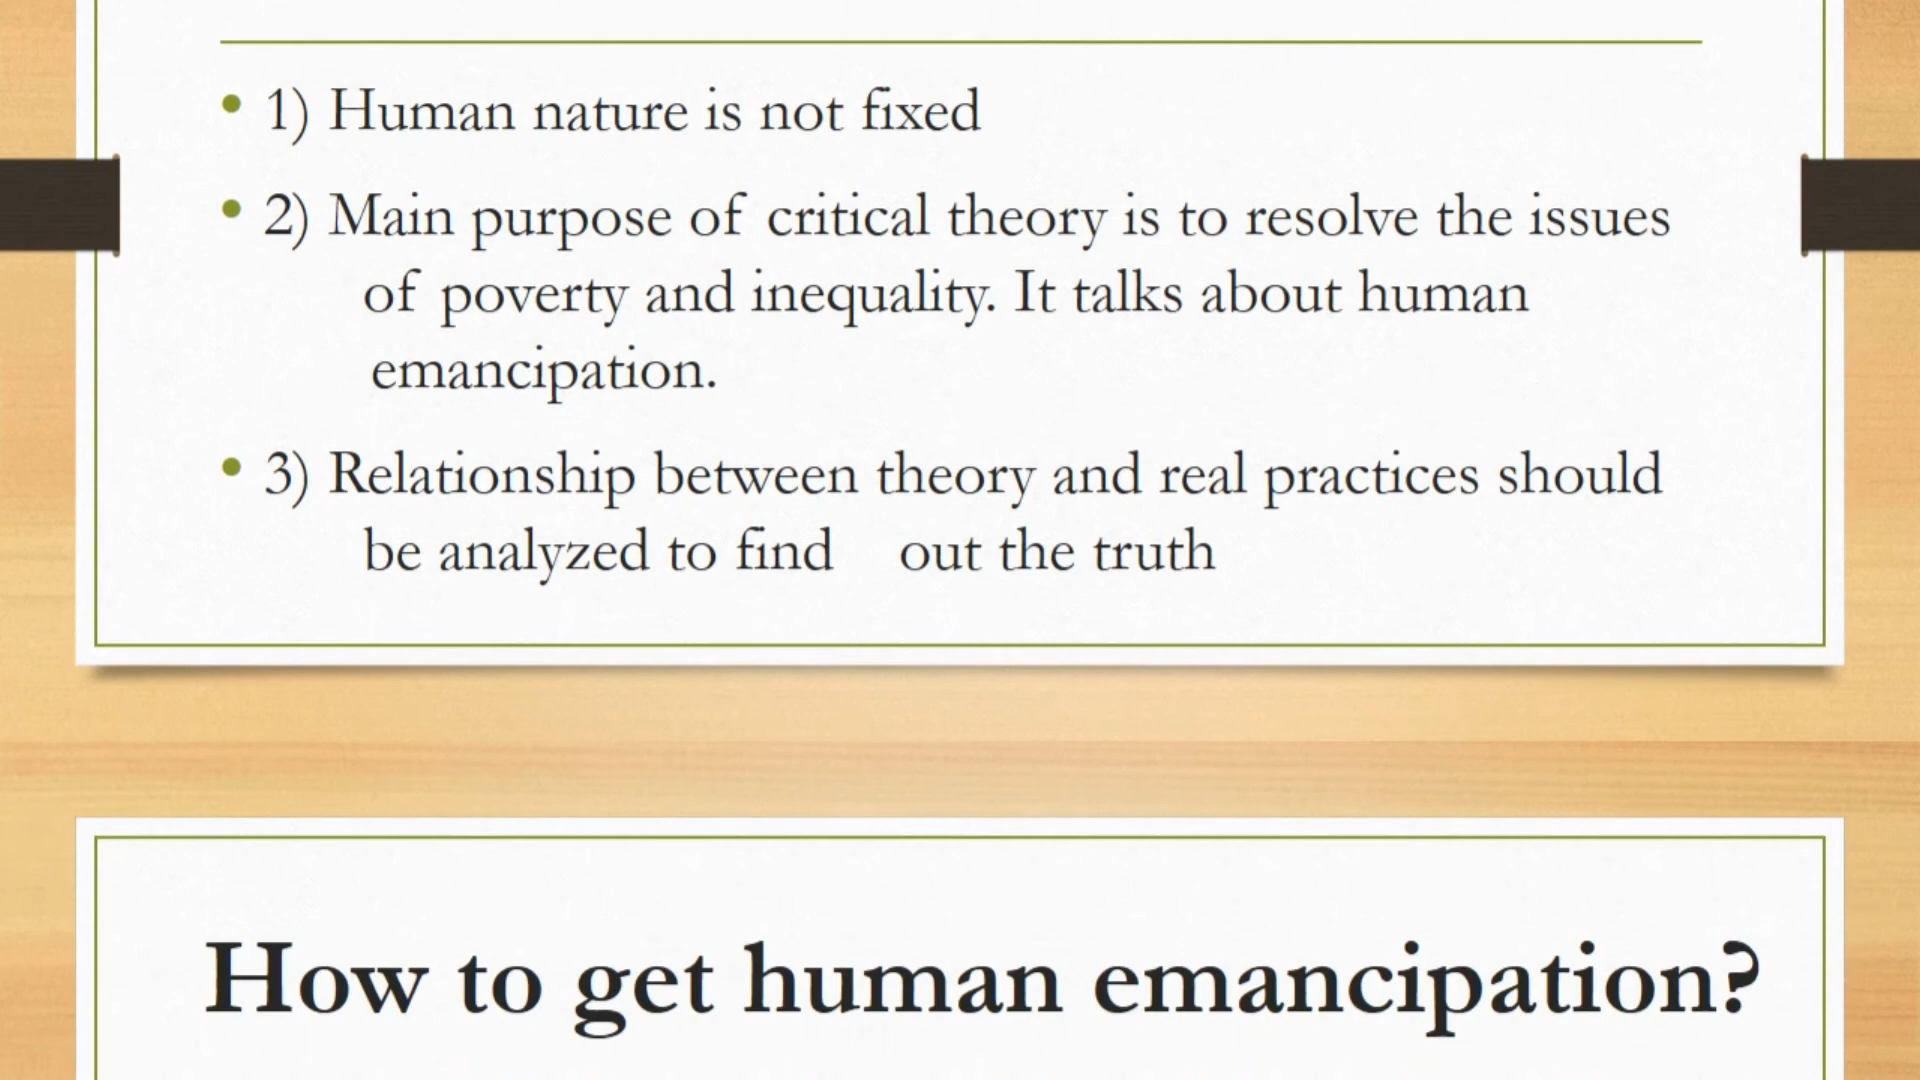 • 1) Human nature is not fixed
• 2) Main purpose of critical theory is to resolve the issues
of poverty and inequality. It talks about human
emancipation.
• 3) Relationship between theory and real practices should
be analyzed to find out the truth
How to get human emancipation?